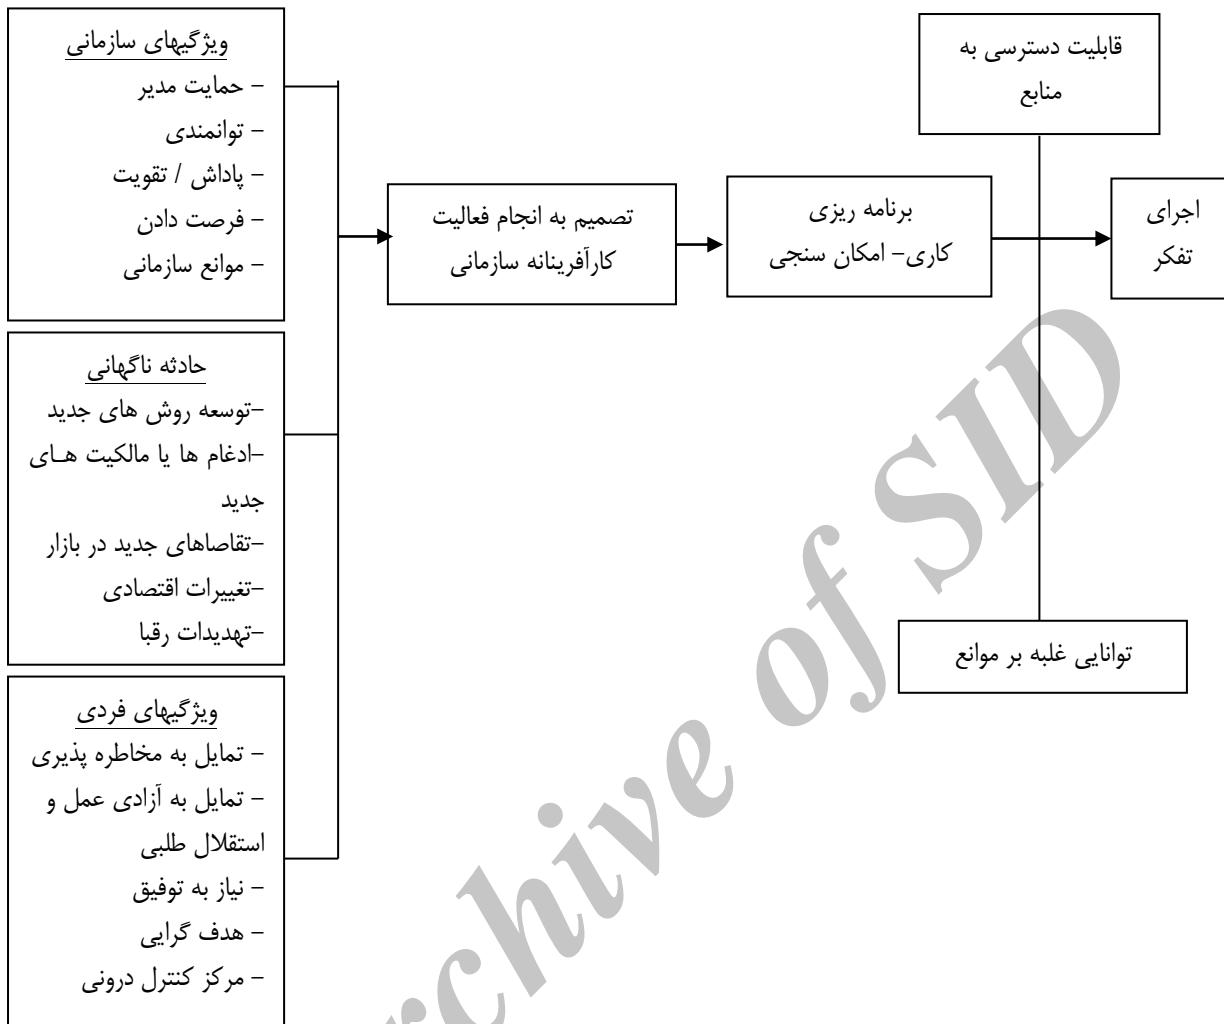 ویژگیهای سازمانی
– حمایت مدیر
– توانمندی
– پاداش / تقویت
– فرصت دادن
– موانع سازمانی
حادثه ناگهانی
–توسعه روش های جدید
–ادغام ها یا مالکیت هـای
جدید
–تقاصاهای جدید در بازار
–تغییرات اقتصادی
–تهدیدات رقبا
ویژگیهای فردی
– تمایل به مخاطره پذیری
– تمایل به آزادی عمل و
استقلال طلبی
– نیاز به توفیق
– هدف گرایی
– مرکز کنترل درونی
تصمیم به انجام فعالیت
کارآفرینانه سازمانی
برنامه ریزی
کاری– امکان سنجی
قابلیت دسترسی به
منابع
توانایی غلبه بر موانع
اجرای
تفکر
rchive of SID